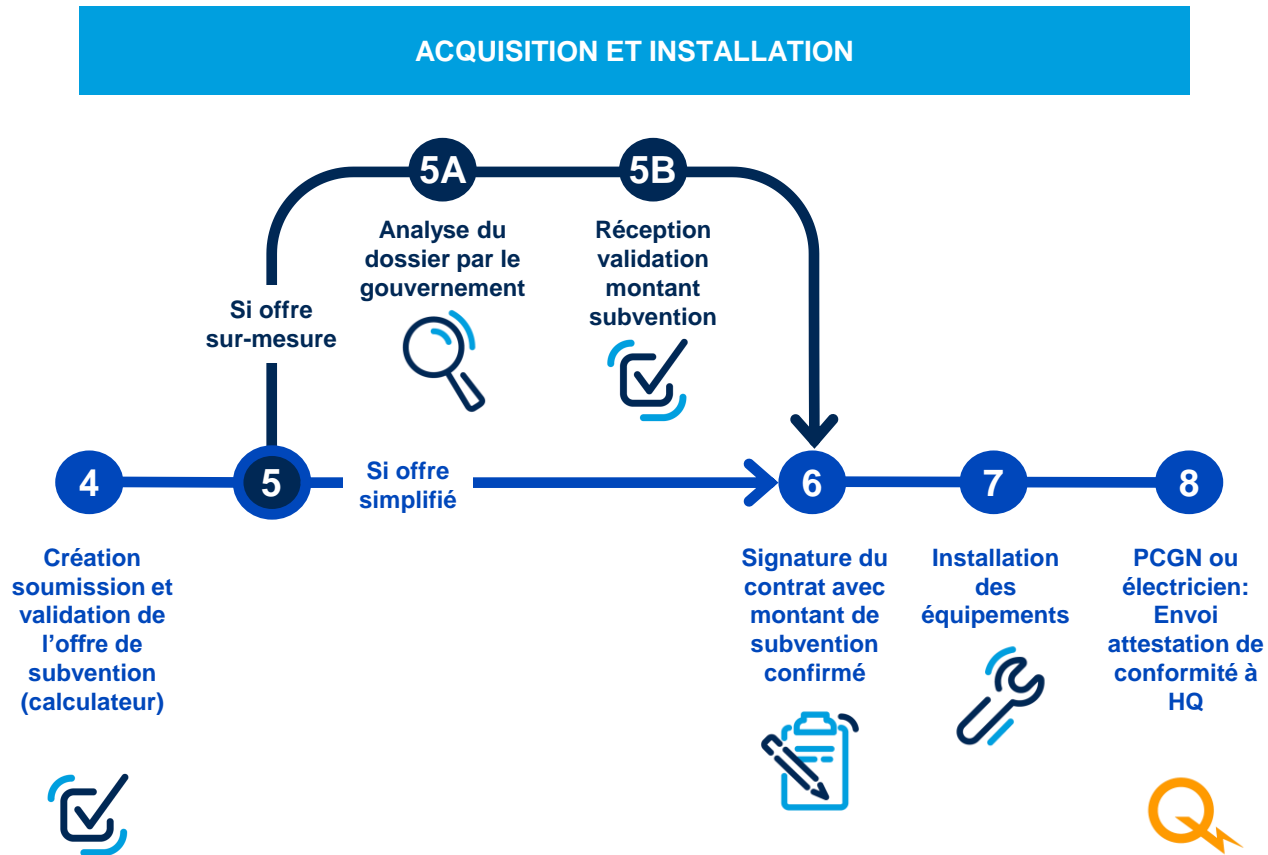 ACQUISITION ET INSTALLATION
5A
5B
Analyse du
dossier par le
gouvernement
Réception
validation
montant
subvention
Si offre
sur-mesure
4
5
Si offre
simplifié
6
7
8
Création
soumission et
validation de
l’offre de
subvention
(calculateur)
Signature du
contrat avec
montant de
subvention
confirmé
Installation
des
équipements
PCGN ou
électricien:
Envoi
attestation de
conformité à
HQ